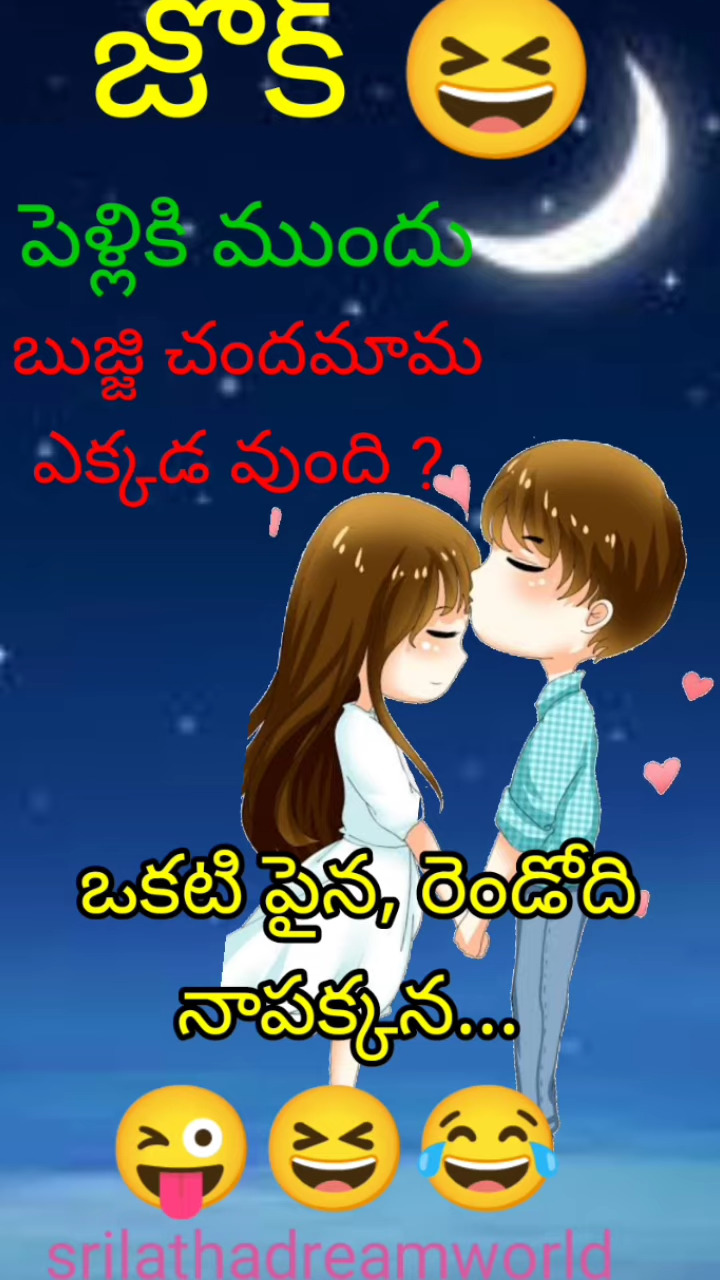 జోక్
పెళ్లికి ముందు
బుజ్జి చందమామ
ఎక్కడ వుంది ?
ఒకటి పైన, రెండోది
నాపక్కన...
srilathadreamworld